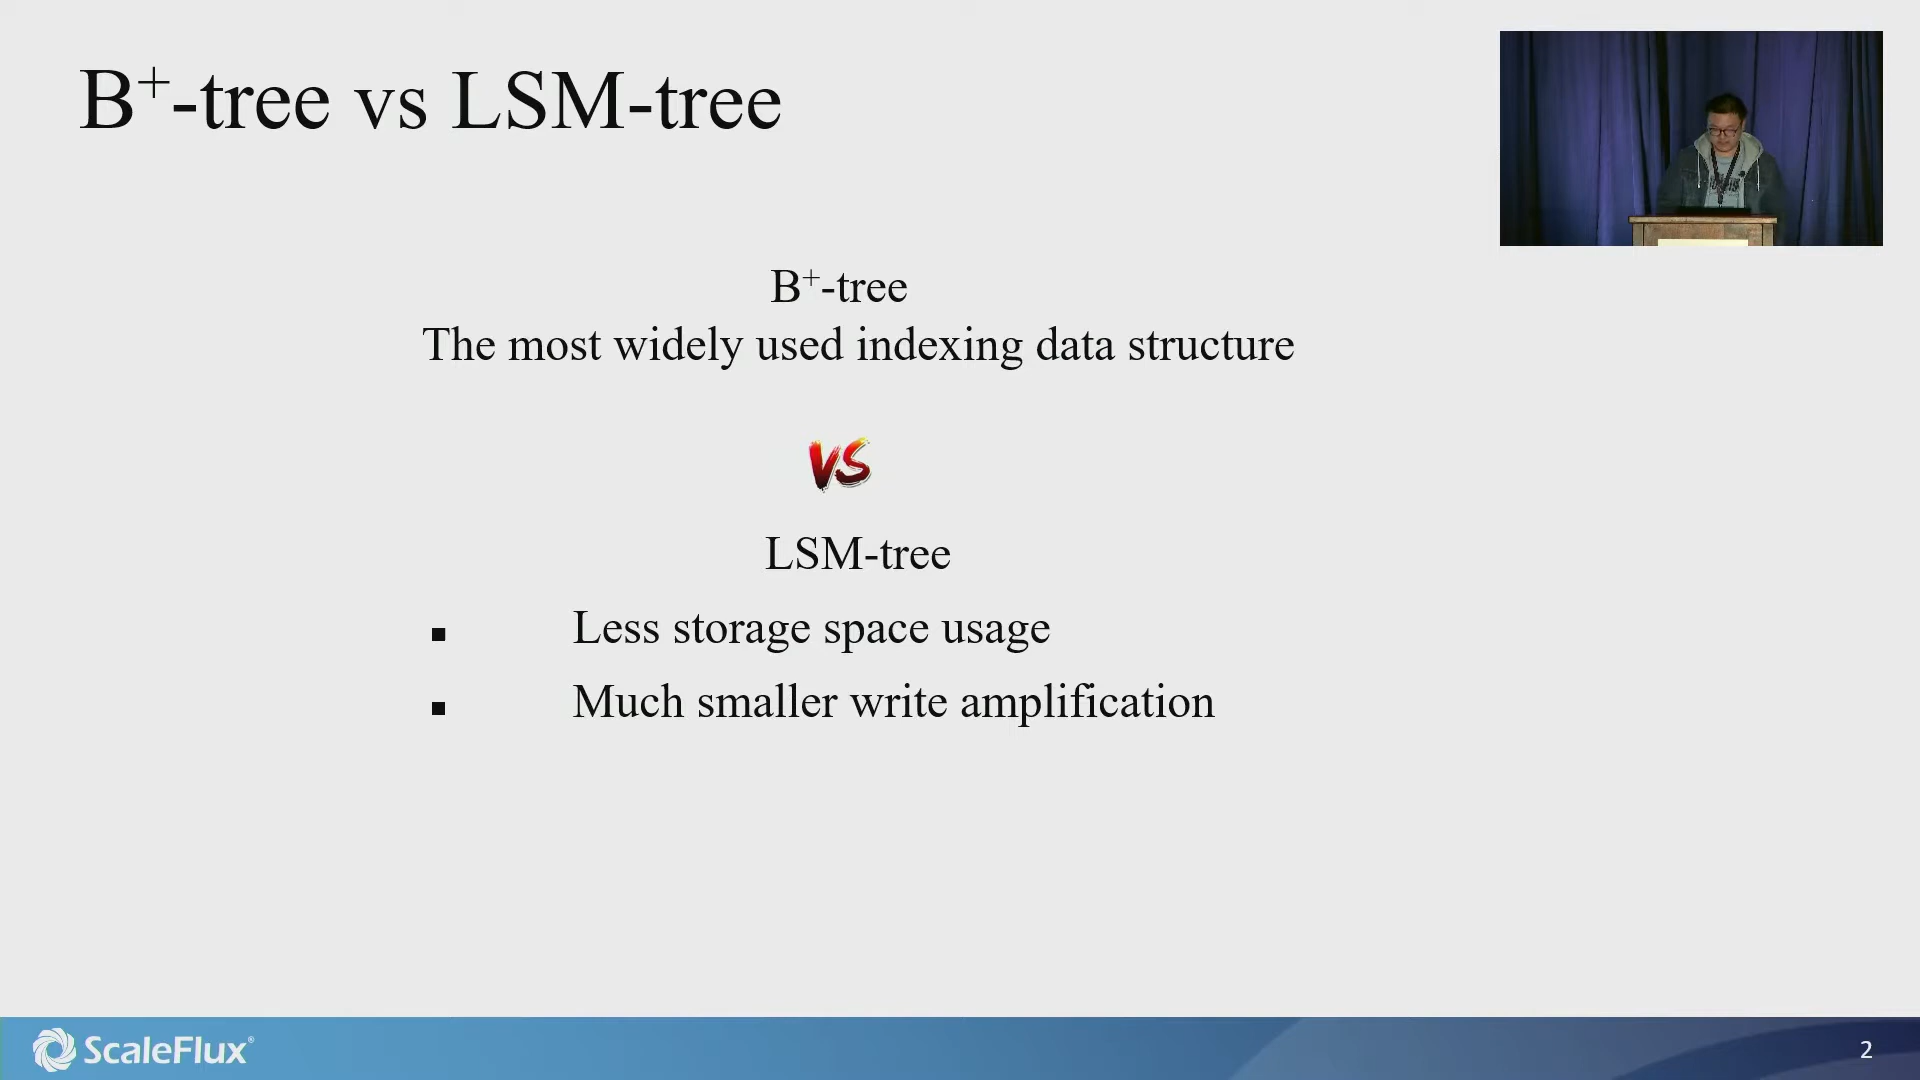 B⁺-tree vs LSM-tree
B⁺-tree
The most widely used indexing data structure
VS
LSM-tree
▪ Less storage space usage
▪ Much smaller write amplification
ScaleFlux®
2